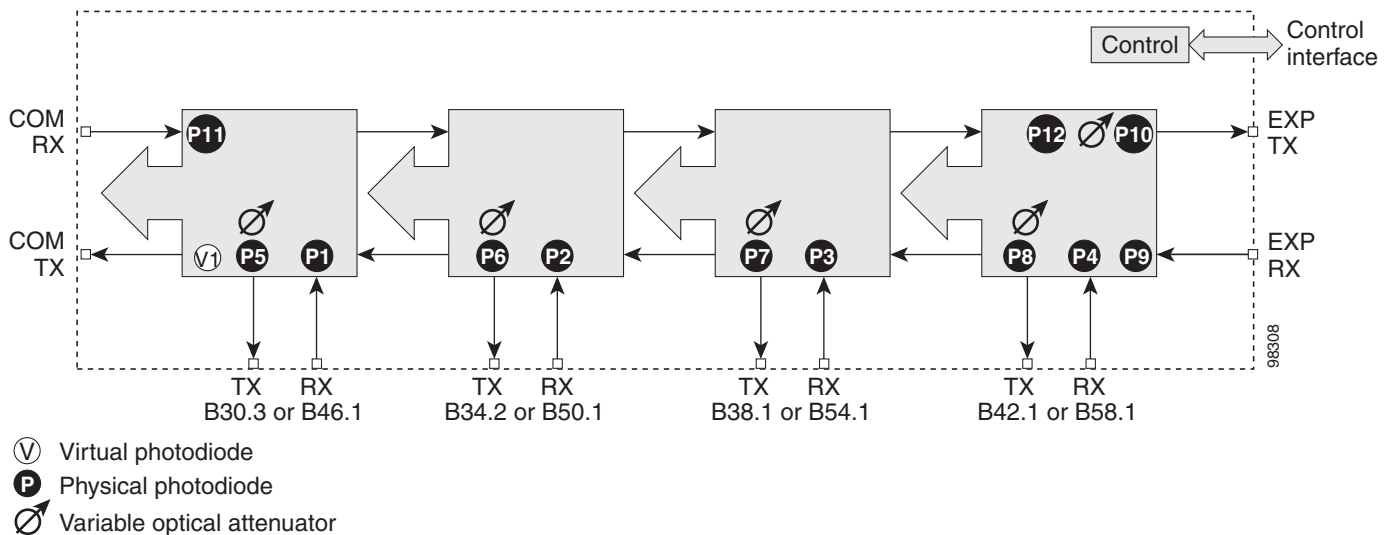 Control
Control
interface
COM
RX
P11
P12
P10
EXP
TX
COM
TX
V1
P5
P1
P6
P2
P7
P3
P8
P4
P9
EXP
RX
98308
TX RX
B30.3 or B46.1
TX RX
B34.2 or B50.1
TX RX
B38.1 or B54.1
TX RX
B42.1 or B58.1
V Virtual photodiode
P Physical photodiode
Variable optical attenuator